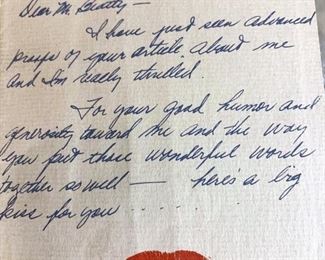 Dear Mr. Beatty—
I have just seen advanced
proofs of your article about me
and I'm really thrilled.
For your good humor and
generosity toward me and the way
you put those wonderful words
together so well — here's a big
kiss for you . . . . . .